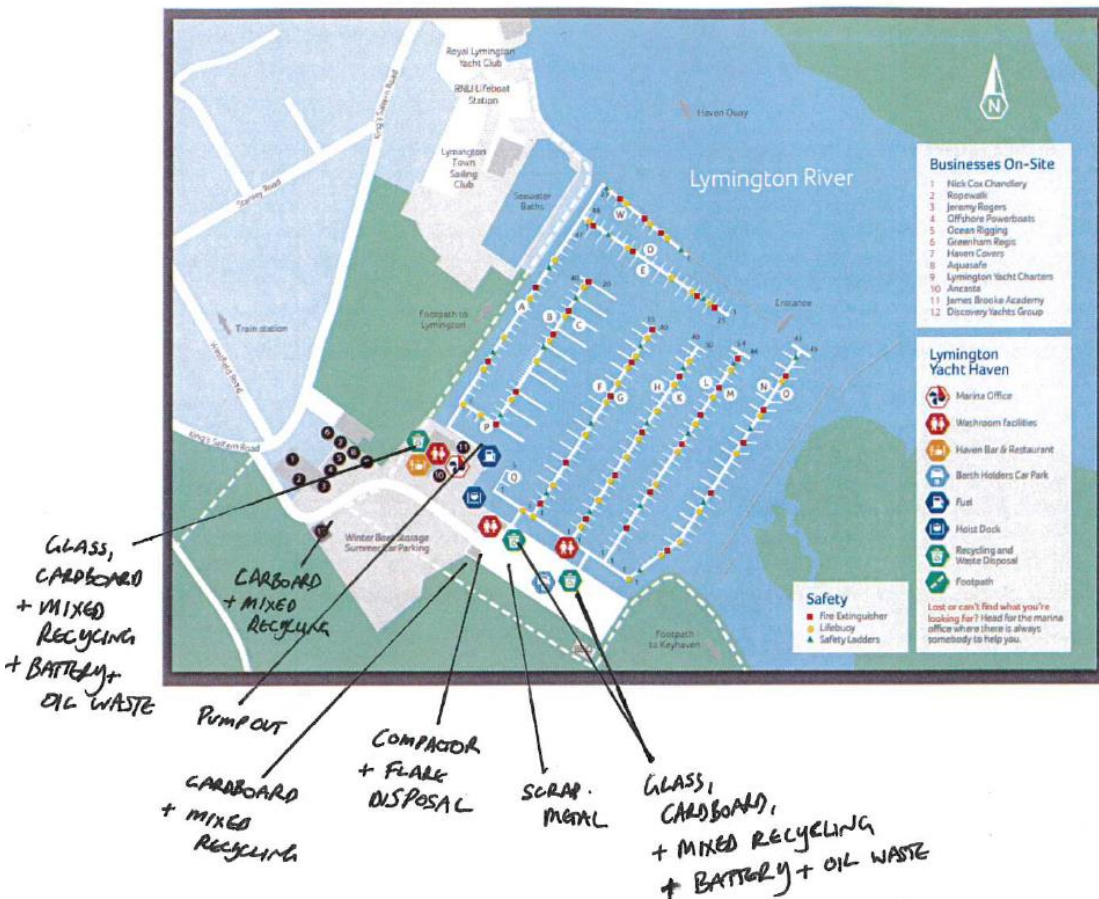 Royal Lymington
Yacht Club
RNLI Lifeboat
Station
Lymington
Town
Sailing
Club
Seawater
Baths
King's Saltern Road
Stanley Road
Westfield Road
King's Saltern Road
Train station
Footpath to
Lymington
Haven Quay
Lymington River
Entrance
N
W
D
E
A
B
C
P
F
G
H
K
L
M
N
O
Q
Winter Boat Storage
Summer Car Parking
Footpath
to Keyhaven
Businesses On-Site
1 Nick Cox Chandlery
2 Ropewalk
3 Jeremy Rogers
4 Offshore Powerboats
5 Ocean Rigging
6 Greenham Regis
7 Haven Covers
8 Aquasafe
9 Lymington Yacht Charters
10 Ancasta
11 James Brooke Academy
12 Discovery Yachts Group
Lymington
Yacht Haven
Marina Office
Washroom facilities
Haven Bar & Restaurant
Berth Holders Car Park
Fuel
Hoist Dock
Recycling and
Waste Disposal
Footpath
Lost or can't find what you're
looking for? Head for the marina
office where there is always
somebody to help you.
Safety
Fire Extinguisher
Lifebuoy
Safety Ladders
GLASS,
CARDBOARD
+ MIXED
RECYCLING
+ BATTERY +
OIL WASTE
CARBOARD
+ MIXED
RECYCLING
PUMP OUT
CARDBOARD
+ MIXED
RECYCLING
COMPACTOR
+ FLARE
DISPOSAL
SCRAP.
METAL
GLASS,
CARDBOARD,
+ MIXED RECYCLING
+ BATTERY + OIL WASTE